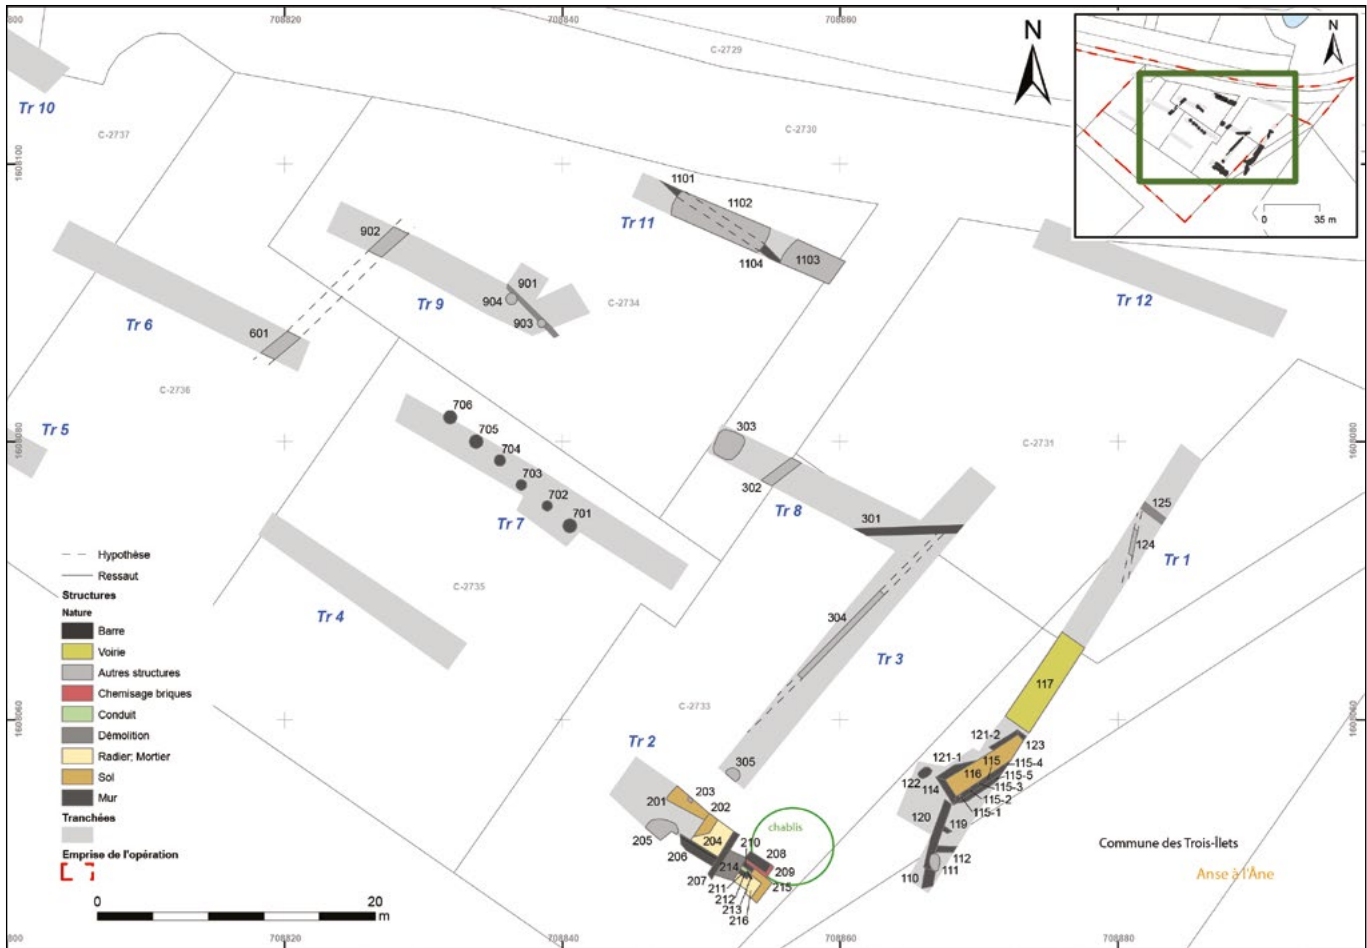 800
708820
708840
708860
N
N
0
35 m
C-2729
Tr 10
C-2737
C-2730
1608100
1101
1102
Tr 11
1104
1103
902
901
904
903
Tr 9
C-2734
Tr 12
Tr 6
601
C-2736
706
705
704
703
702
701
Tr 7
Tr 5
1608080
1608080
303
302
Tr 8
C-2731
301
125
124
Tr 1
Tr 4
C-2735
304
Tr 3
Hypothèse
Ressaut
Structures
Nature
Barre
Voirie
Autres structures
Chemisage briques
Conduit
Démolition
Radier; Mortier
Sol
Mur
Tranchées
Emprise de l'opération
0
20
m
117
C-2733
1608060
1608060
Tr 2
305
121-2
123
121-1
115
115-4
116
115-5
122
114
115-3
115-2
115-1
120
119
112
111
110
203
201
202
205
204
210
chablis
208
206
214
209
207
211
215
212
213
216
Commune des Trois-Îlets
Anse à l'Âne
800
708820
708840
708860
708880